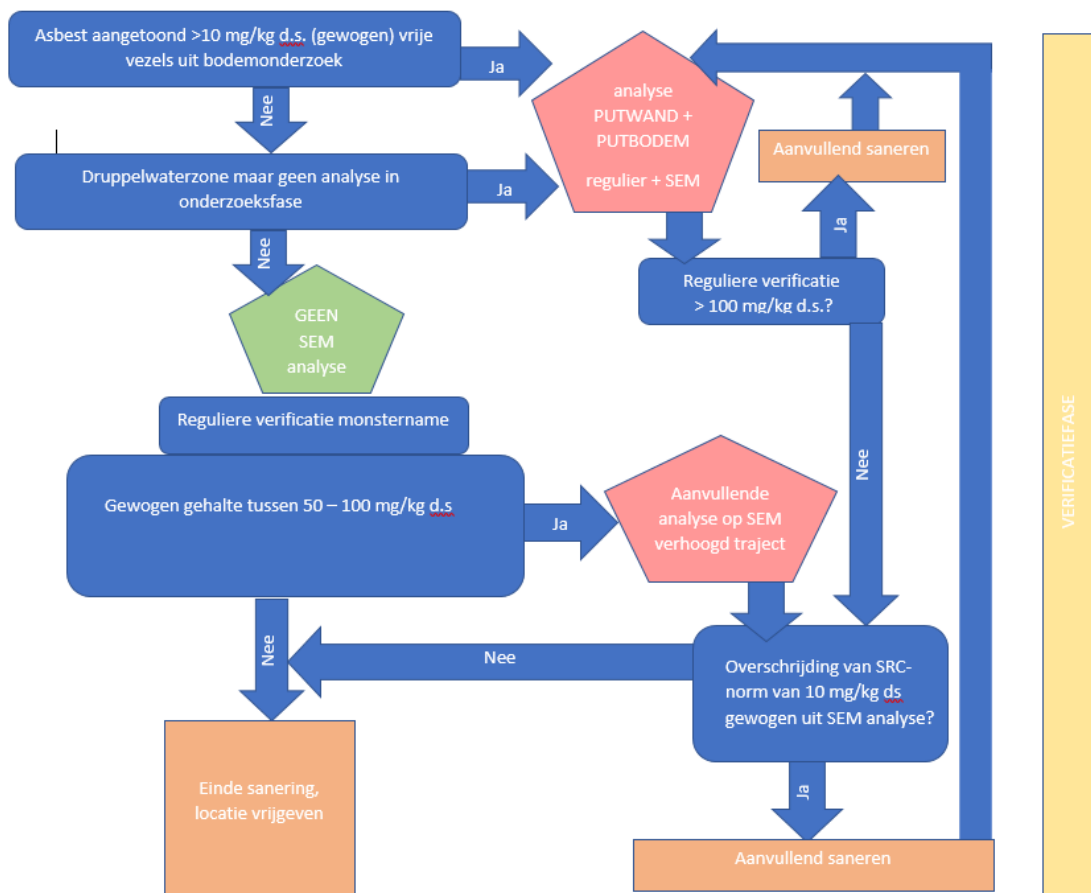 Asbest aangetoond >10 mg/kg d.s. (gewogen) vrije
vezels uit bodemonderzoek
Ja
Nee
analyse
PUTWAND +
PUTBODEM
regulier + SEM
Aanvullend saneren
Druppelwaterzone maar geen analyse in
onderzoeksfase
Ja
Nee
Ja
Reguliere verificatie
> 100 mg/kg d.s.?
GEEN
SEM
analyse
Reguliere verificatie monstername
Nee
Gewogen gehalte tussen 50 – 100 mg/kg d.s
Ja
Aanvullende
analyse op SEM
verhoogd traject
Nee
Nee
Overschrijding van SRC-
norm van 10 mg/kg ds
gewogen uit SEM analyse?
Ja
Einde sanering,
locatie vrijgeven
Aanvullend saneren
VERIFICATIEFASE